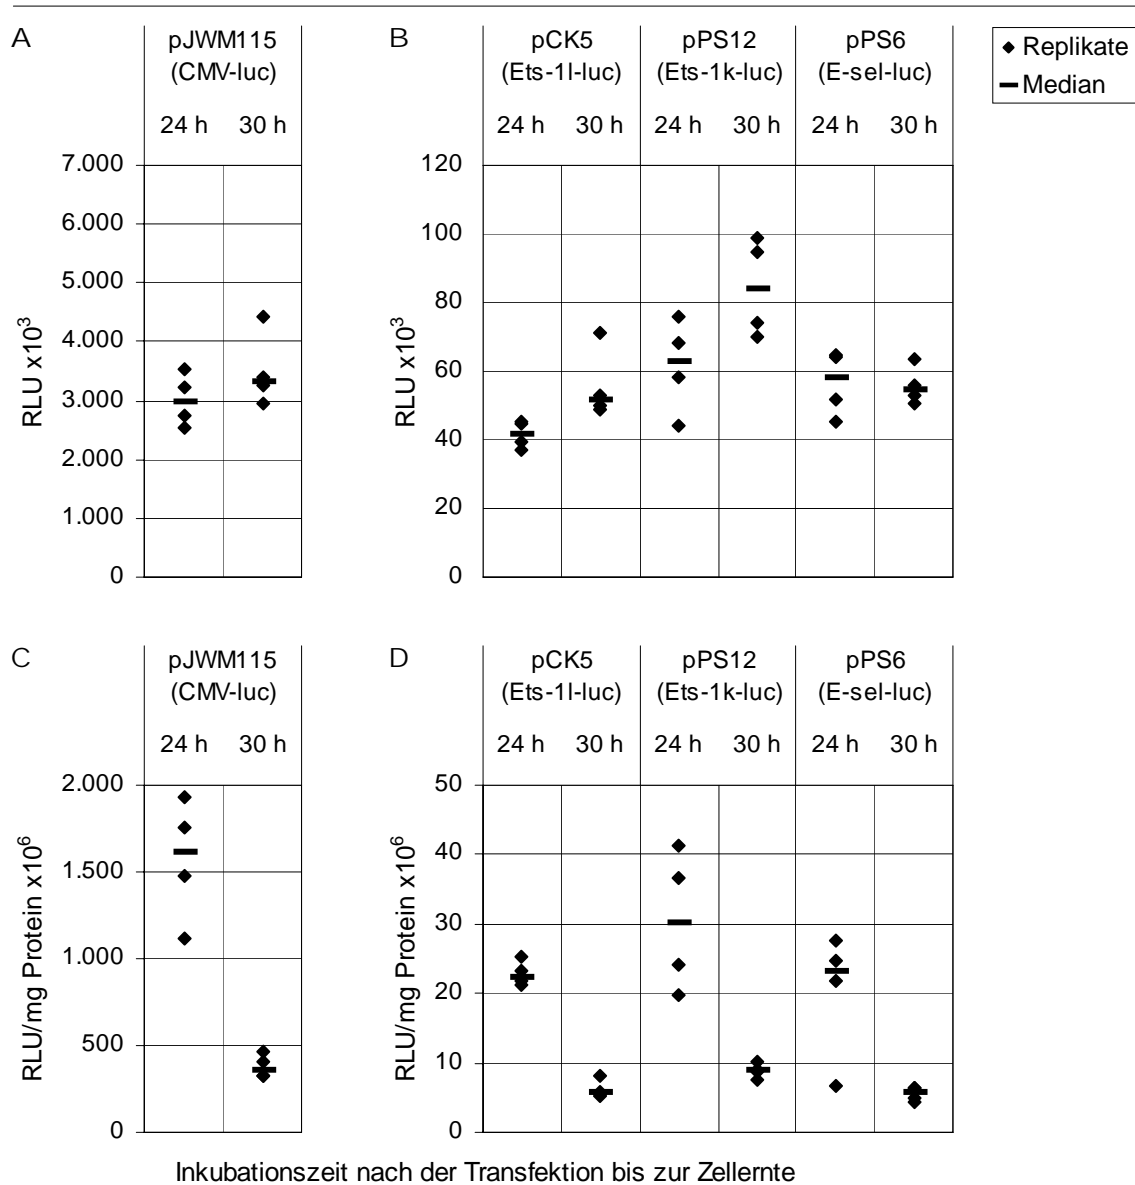 A
pJWM115
(CMV-luc)
24 h 30 h
7.000
6.000
5.000
4.000
3.000
2.000
1.000
0
RLU x10³
B
pCK5 pPS12 pPS6
(Ets-1l-luc) (Ets-1k-luc) (E-sel-luc)
24 h 30 h 24 h 30 h 24 h 30 h
120
100
80
60
40
20
0
RLU x10³
Replikate
Median
C
pJWM115
(CMV-luc)
24 h 30 h
2.000
1.500
1.000
500
0
RLU/mg Protein x10⁶
D
pCK5 pPS12 pPS6
(Ets-1l-luc) (Ets-1k-luc) (E-sel-luc)
24 h 30 h 24 h 30 h 24 h 30 h
50
40
30
20
10
0
RLU/mg Protein x10⁶
Inkubationszeit nach der Transfektion bis zur Zellernte